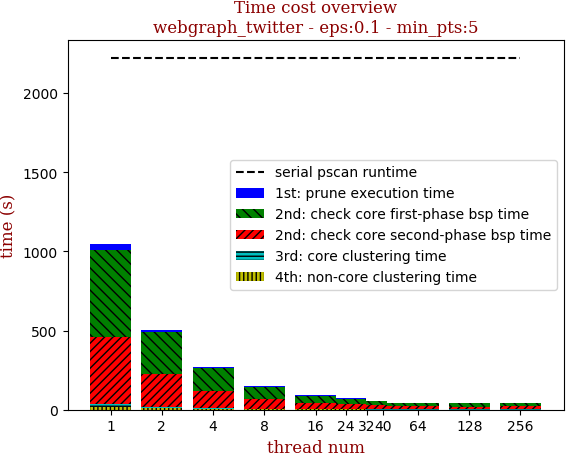 Time cost overview
webgraph_twitter - eps:0.1 - min_pts:5
time (s)
2000
1500
1000
500
0
serial pscan runtime
1st: prune execution time
2nd: check core first-phase bsp time
2nd: check core second-phase bsp time
3rd: core clustering time
4th: non-core clustering time
1 2 4 8 16 24 32 40 64 128 256
thread num